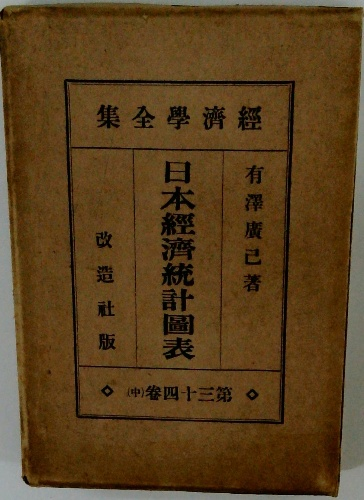 經濟學全集
有澤廣己著
日本經濟統計圖表
改造社版
第三十四卷(中)